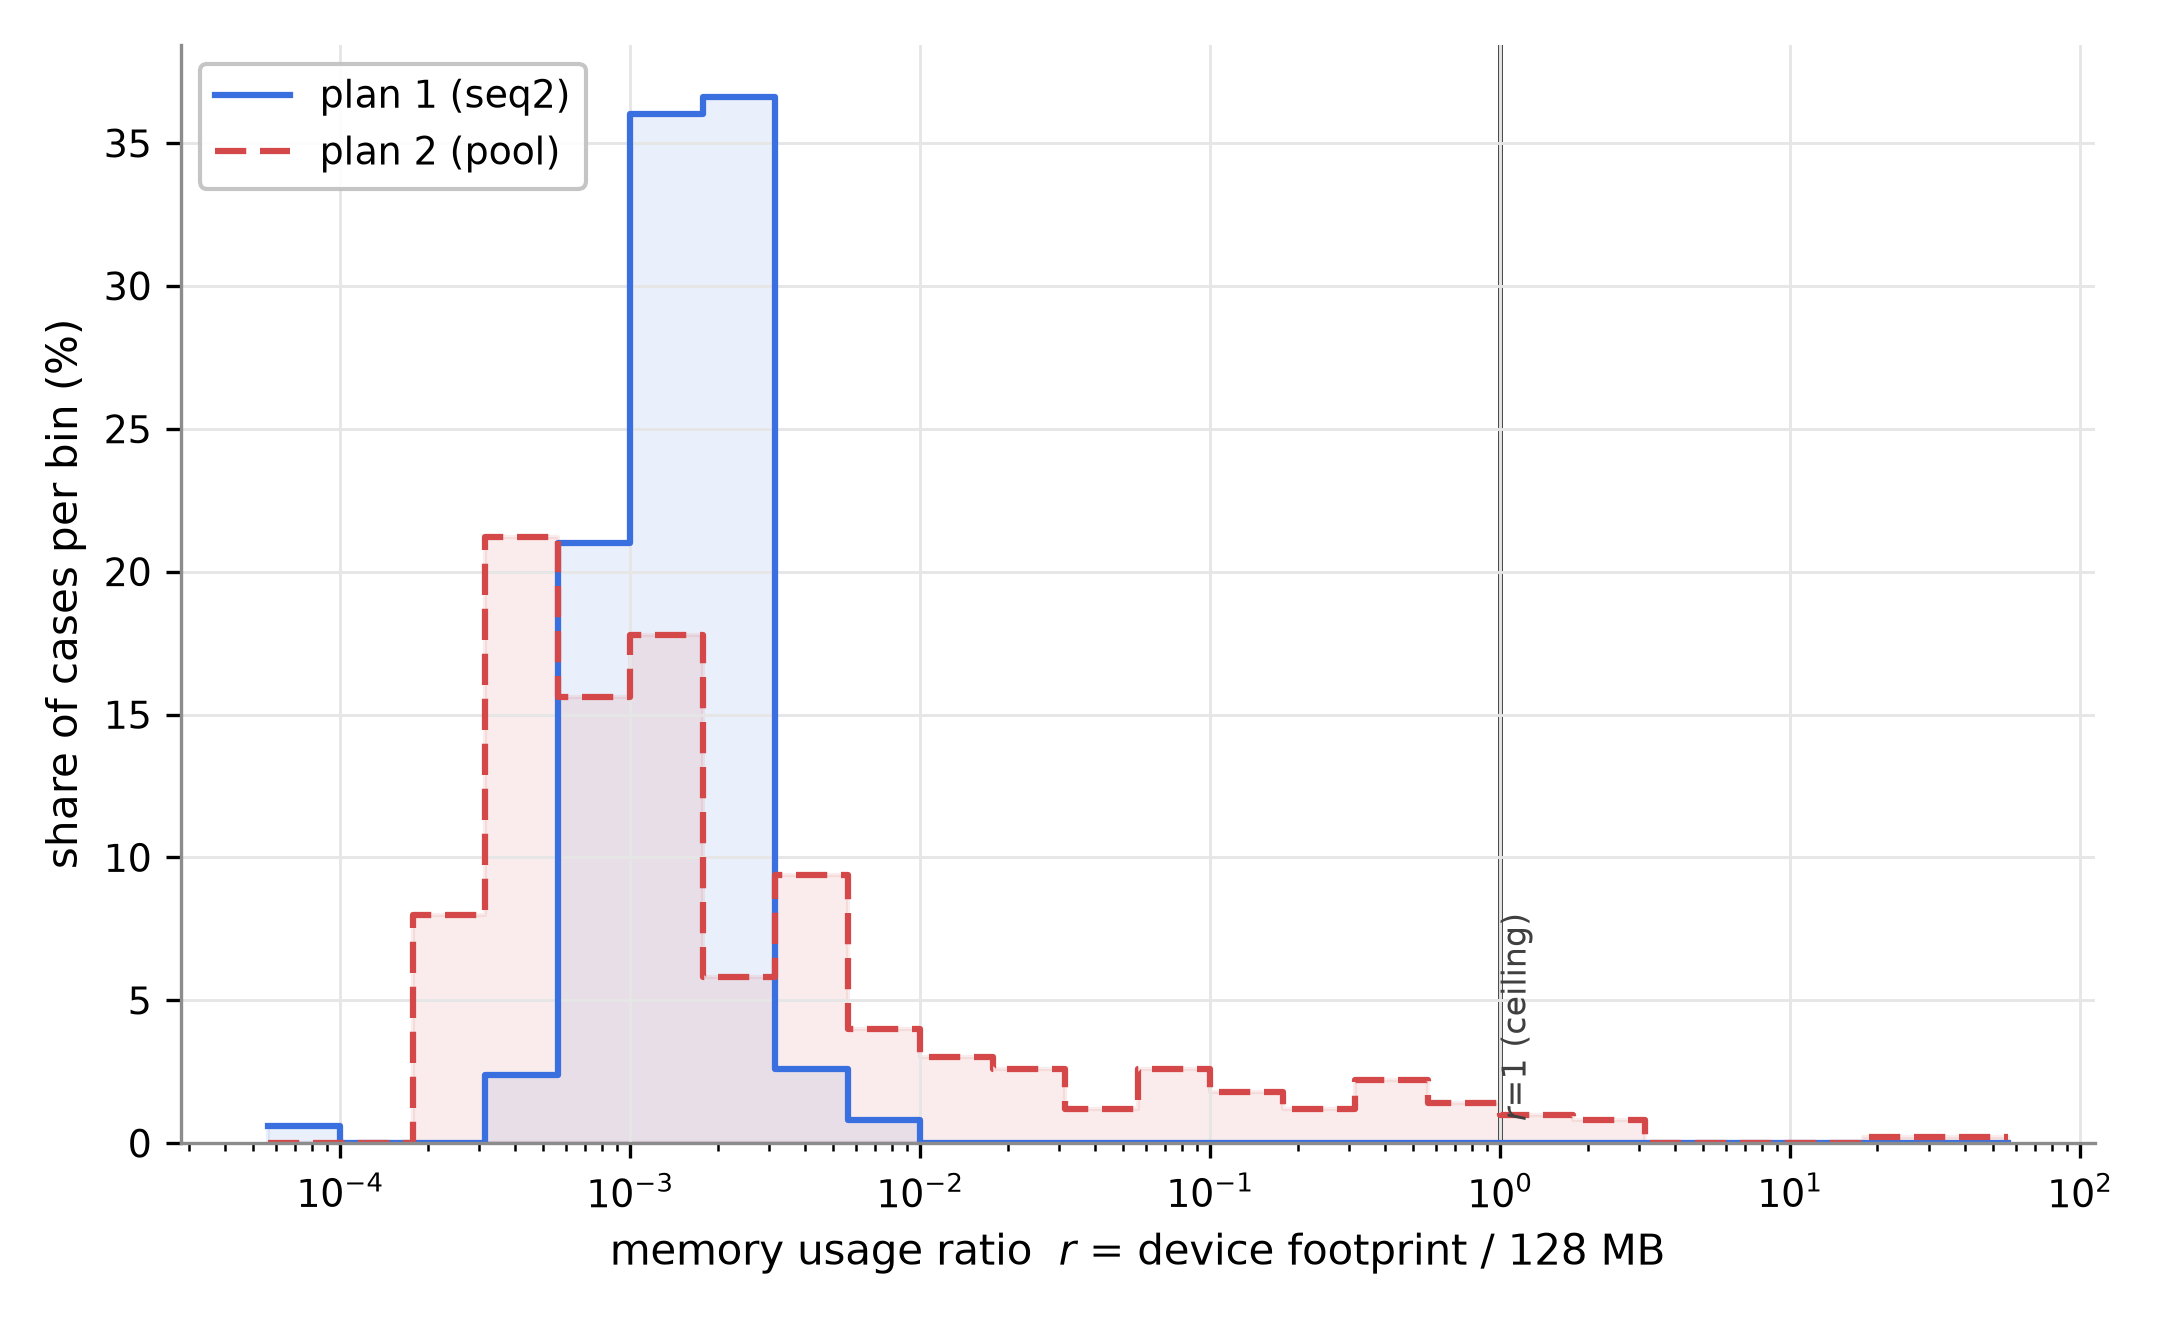 plan 1 (seq2)
plan 2 (pool)
share of cases per bin (%)
35
30
25
20
15
10
5
0
r=1 (ceiling)
10⁻⁴ 10⁻³ 10⁻² 10⁻¹ 10⁰ 10¹ 10²
memory usage ratio r = device footprint / 128 MB